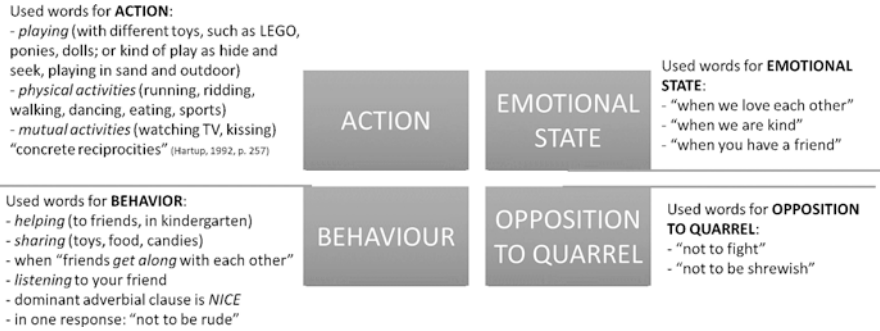 Used words for ACTION:
- playing (with different toys, such as LEGO,
ponies, dolls; or kind of play as hide and
seek, playing in sand and outdoor)
- physical activities (running, ridding,
walking, dancing, eating, sports)
- mutual activities (watching TV, kissing)
“concrete reciprocities” (Hartup, 1992, p. 257)
ACTION
EMOTIONAL
STATE
Used words for EMOTIONAL
STATE:
- “when we love each other”
- “when we are kind”
- “when you have a friend”
Used words for BEHAVIOR:
- helping (to friends, in kindergarten)
- sharing (toys, food, candies)
- when “friends get along with each other”
- listening to your friend
- dominant adverbial clause is NICE
- in one response: “not to be rude”
BEHAVIOUR
OPPOSITION
TO QUARREL
Used words for OPPOSITION
TO QUARREL:
- “not to fight”
- “not to be shrewish”